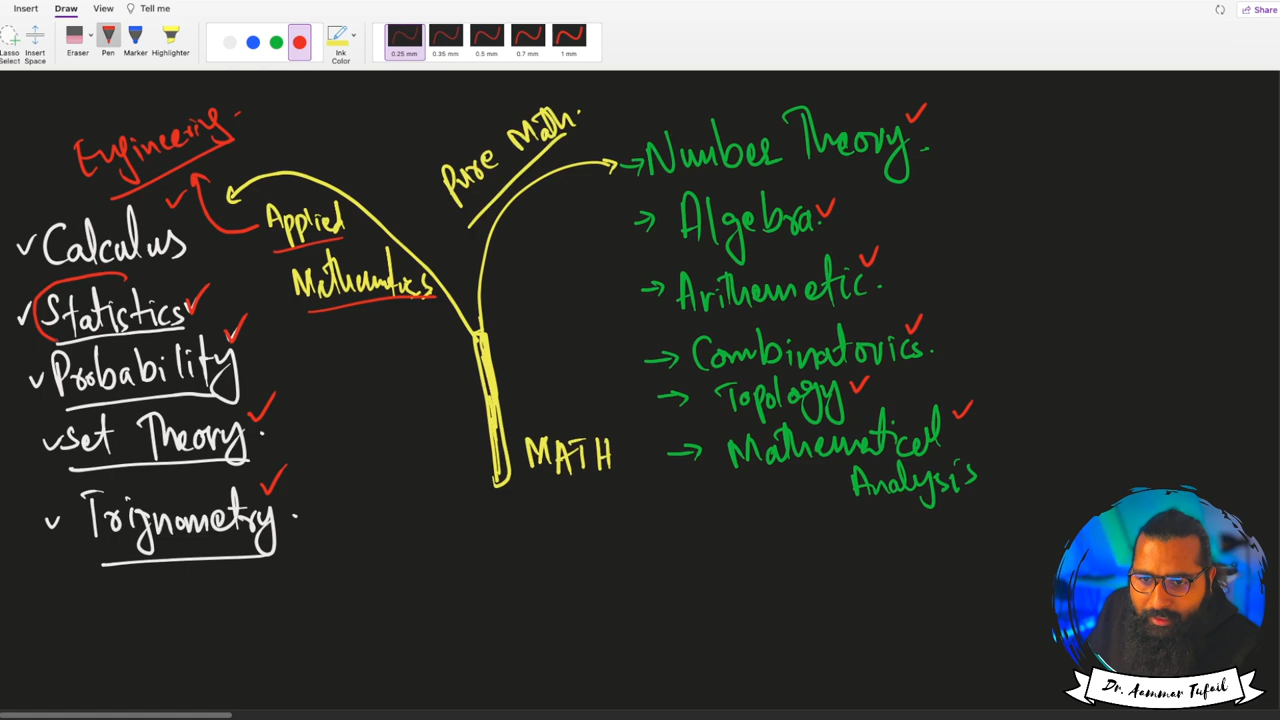 Insert Draw View Tell me
Share
Lasso Select
Insert Space
Eraser
Pen
Marker
Highlighter
Ink Color
0.25 mm
0.35 mm
0.5 mm
0.7 mm
1 mm
Engineering.
Calculus
Statistics
Probability
Set Theory.
Trignometry.
Applied
Mathematics
Pure Math.
MATH
Number Theory.
Algebra.
Arithemetic.
Combinatorics.
Topology
Mathematical
Analysis
Dr. Aammar Tufail